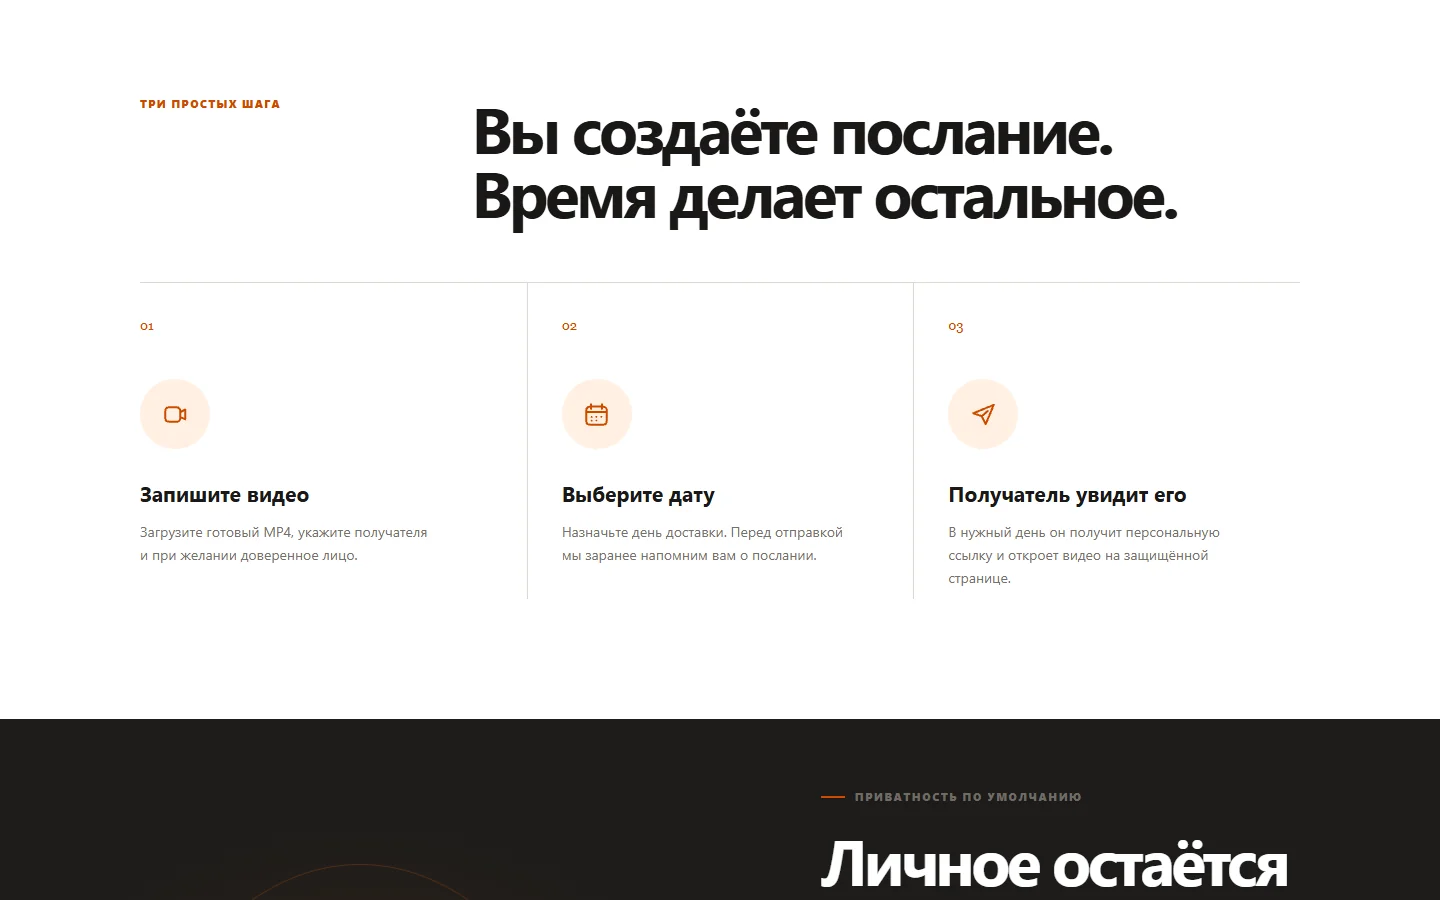 ТРИ ПРОСТЫХ ШАГА
Вы создаёте послание.
Время делает остальное.
01
Запишите видео
Загрузите готовый MP4, укажите получателя
и при желании доверенное лицо.
02
Выберите дату
Назначьте день доставки. Перед отправкой
мы заранее напомним вам о послании.
03
Получатель увидит его
В нужный день он получит персональную
ссылку и откроет видео на защищённой
странице.
ПРИВАТНОСТЬ ПО УМОЛЧАНИЮ
Личное остаётся